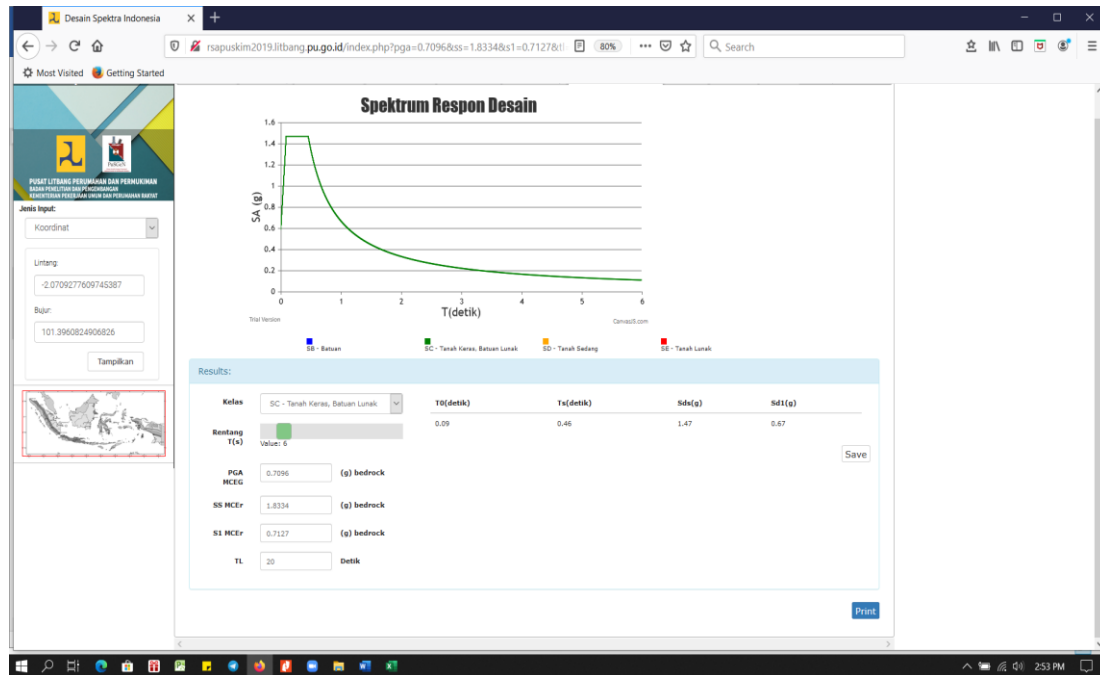 Desain Spektra Indonesia
rsapuskim2019.litbang.pu.go.id/index.php?pga=0.7096&ss=1.8334&s1=0.7127&tl
80%
Search
Most Visited
Getting Started
PUSAT LITBANG PERUMAHAN DAN PERMUKIMAN
BADAN PENELITIAN DAN PENGEMBANGAN
KEMENTERIAN PEKERJAAN UMUM DAN PERUMAHAN RAKYAT
Jenis Input:
Koordinat
Lintang:
-2.0709277609745387
Bujur:
101.3960824906826
Tampilkan
Spektrum Respon Desain
1.6
1.4
1.2
1
0.8
0.6
0.4
0.2
0
SA (g)
0 1 2 3 4 5 6
T(detik)
Trial Version
CanvasJS.com
SB - Batuan
SC - Tanah Keras, Batuan Lunak
SD - Tanah Sedang
SE - Tanah Lunak
Results:
Kelas
SC - Tanah Keras, Batuan Lunak
Rentang
T(s)
Value: 6
PGA
MCEG
0.7096
(g) bedrock
SS MCEr
1.8334
(g) bedrock
S1 MCEr
0.7127
(g) bedrock
TL
20
Detik
T0(detik) Ts(detik) Sds(g) Sd1(g)
0.09 0.46 1.47 0.67
Save
Print
2:53 PM